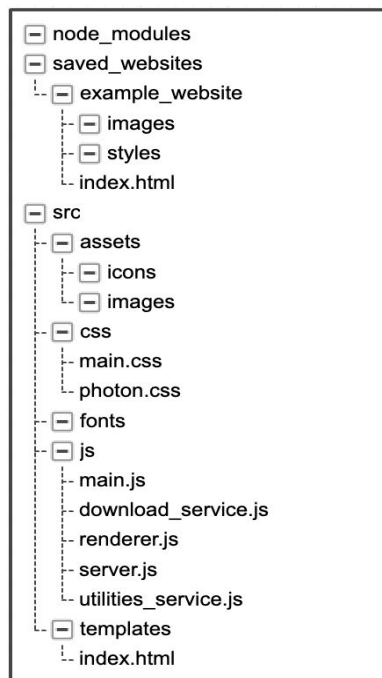 node_modules
saved_websites
example_website
images
styles
index.html
src
assets
icons
images
css
main.css
photon.css
fonts
js
main.js
download_service.js
renderer.js
server.js
utilities_service.js
templates
index.html